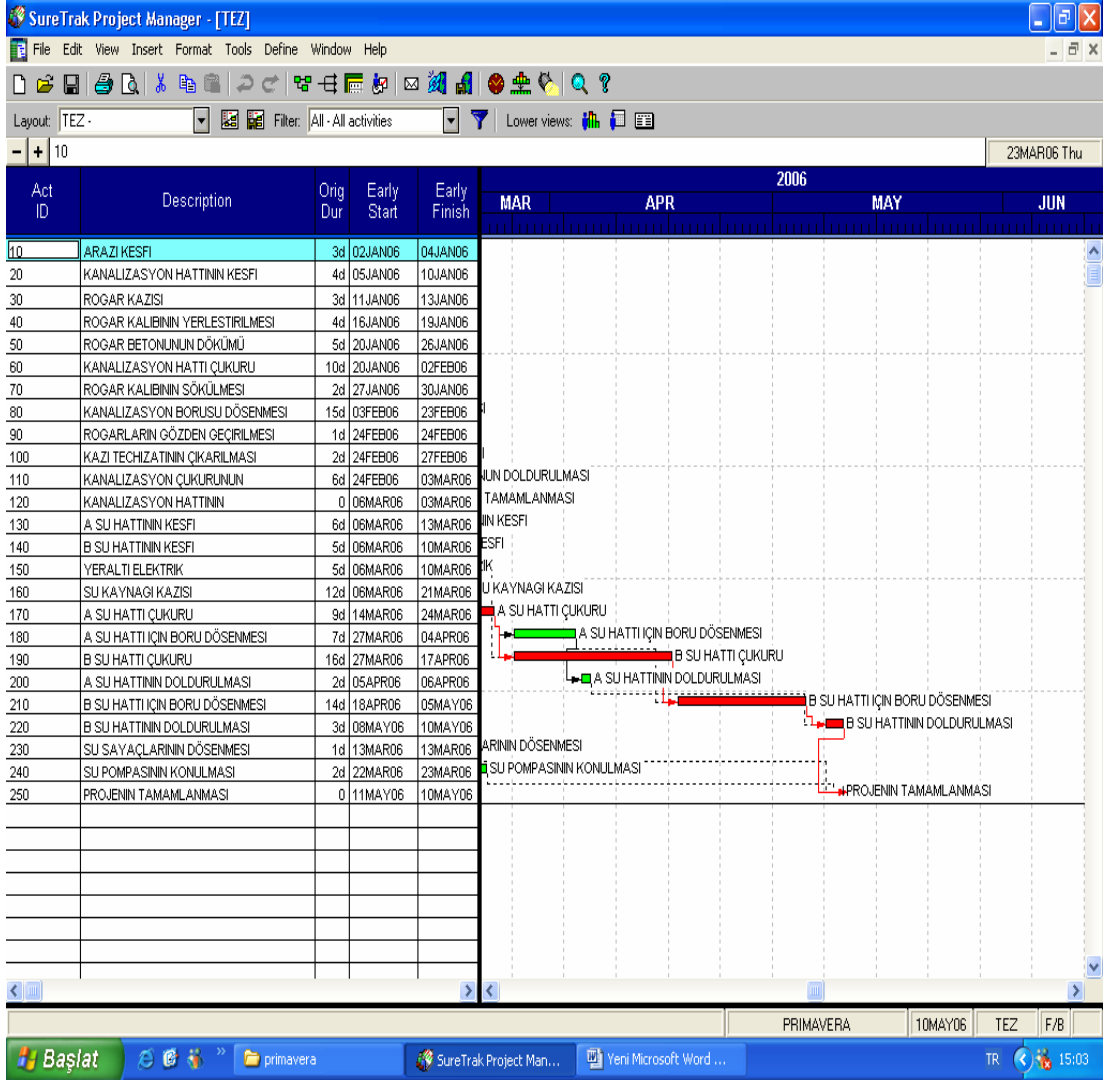 SureTrak Project Manager - [TEZ]
File Edit View Insert Format Tools Define Window Help
Layout: TEZ - Filter: All - All activities Lower views:
- + 10 23MAR06 Thu
Act ID Description Orig Dur Early Start Early Finish
2006
MAR APR MAY JUN
10 ARAZI KESFI 3d 02JAN06 04JAN06
20 KANALIZASYON HATTININ KESFI 4d 05JAN06 10JAN06
30 ROGAR KAZISI 3d 11JAN06 13JAN06
40 ROGAR KALIBININ YERLESTIRILMESI 4d 16JAN06 19JAN06
50 ROGAR BETONUNUN DÖKÜMÜ 5d 20JAN06 26JAN06
60 KANALIZASYON HATTI ÇUKURU 10d 20JAN06 02FEB06
70 ROGAR KALIBININ SÖKÜLMESI 2d 27JAN06 30JAN06
80 KANALIZASYON BORUSU DÖSENMESI 15d 03FEB06 23FEB06
90 ROGARLARIN GÖZDEN GEÇIRILMESI 1d 24FEB06 24FEB06
100 KAZI TECHIZATININ ÇIKARILMASI 2d 24FEB06 27FEB06
110 KANALIZASYON ÇUKURUNUN 6d 24FEB06 03MAR06 NUN DOLDURULMASI
120 KANALIZASYON HATTININ 0 06MAR06 03MAR06 TAMAMLANMASI
130 A SU HATTININ KESFI 6d 06MAR06 13MAR06 IN KESFI
140 B SU HATTININ KESFI 5d 06MAR06 10MAR06 ESFI
150 YERALTI ELEKTRIK 5d 06MAR06 10MAR06 IK
160 SU KAYNAGI KAZISI 12d 06MAR06 21MAR06 U KAYNAGI KAZISI
170 A SU HATTI ÇUKURU 9d 14MAR06 24MAR06 A SU HATTI ÇUKURU
180 A SU HATTI IÇIN BORU DÖSENMESI 7d 27MAR06 04APR06 A SU HATTI IÇIN BORU DÖSENMESI
190 B SU HATTI ÇUKURU 16d 27MAR06 17APR06 B SU HATTI ÇUKURU
200 A SU HATTININ DOLDURULMASI 2d 05APR06 06APR06 A SU HATTININ DOLDURULMASI
210 B SU HATTI IÇIN BORU DÖSENMESI 14d 18APR06 05MAY06 B SU HATTI IÇIN BORU DÖSENMESI
220 B SU HATTININ DOLDURULMASI 3d 08MAY06 10MAY06 B SU HATTININ DOLDURULMASI
230 SU SAYAÇLARININ DÖSENMESI 1d 13MAR06 13MAR06 ARININ DÖSENMESI
240 SU POMPASININ KONULMASI 2d 22MAR06 23MAR06 SU POMPASININ KONULMASI
250 PROJENIN TAMAMLANMASI 0 11MAY06 10MAY06 PROJENIN TAMAMLANMASI
PRIMAVERA 10MAY06 TEZ F/B
Başlat primavera SureTrak Project Man... Yeni Microsoft Word ... TR 15:03